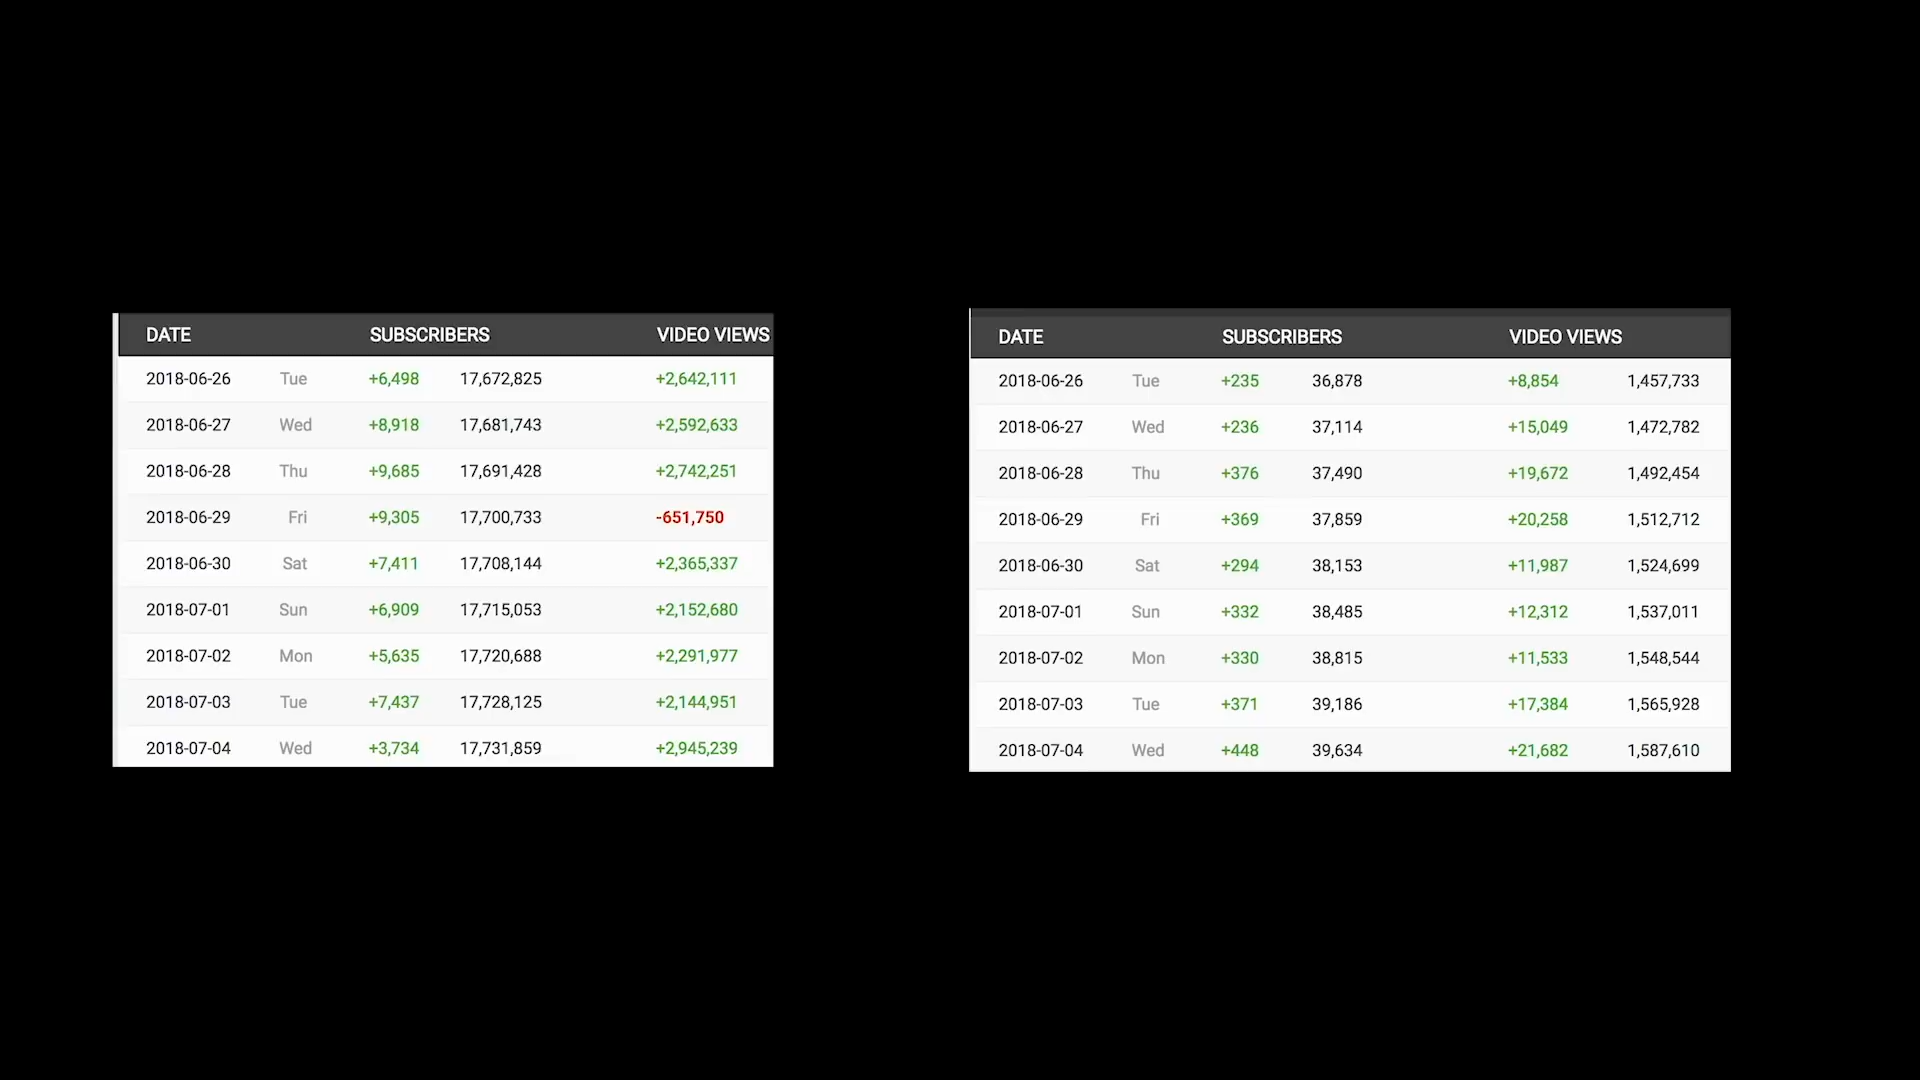 DATE SUBSCRIBERS VIDEO VIEWS
2018-06-26 Tue +6,498 17,672,825 +2,642,111
2018-06-27 Wed +8,918 17,681,743 +2,592,633
2018-06-28 Thu +9,685 17,691,428 +2,742,251
2018-06-29 Fri +9,305 17,700,733 -651,750
2018-06-30 Sat +7,411 17,708,144 +2,365,337
2018-07-01 Sun +6,909 17,715,053 +2,152,680
2018-07-02 Mon +5,635 17,720,688 +2,291,977
2018-07-03 Tue +7,437 17,728,125 +2,144,951
2018-07-04 Wed +3,734 17,731,859 +2,945,239
DATE SUBSCRIBERS VIDEO VIEWS
2018-06-26 Tue +235 36,878 +8,854 1,457,733
2018-06-27 Wed +236 37,114 +15,049 1,472,782
2018-06-28 Thu +376 37,490 +19,672 1,492,454
2018-06-29 Fri +369 37,859 +20,258 1,512,712
2018-06-30 Sat +294 38,153 +11,987 1,524,699
2018-07-01 Sun +332 38,485 +12,312 1,537,011
2018-07-02 Mon +330 38,815 +11,533 1,548,544
2018-07-03 Tue +371 39,186 +17,384 1,565,928
2018-07-04 Wed +448 39,634 +21,682 1,587,610